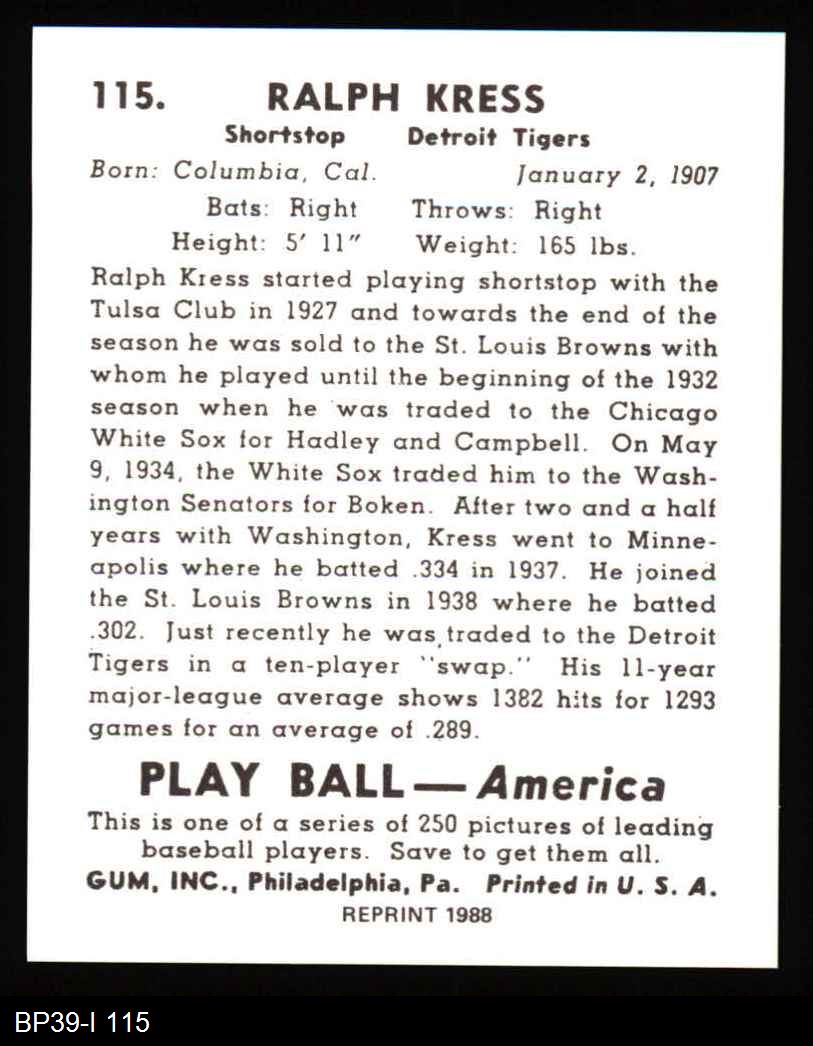 115. RALPH KRESS
Shortstop Detroit Tigers
Born: Columbia, Cal. January 2, 1907
Bats: Right Throws: Right
Height: 5' 11" Weight: 165 lbs.
Ralph Kress started playing shortstop with the
Tulsa Club in 1927 and towards the end of the
season he was sold to the St. Louis Browns with
whom he played until the beginning of the 1932
season when he was traded to the Chicago
White Sox for Hadley and Campbell. On May
9, 1934, the White Sox traded him to the Wash-
ington Senators for Boken. After two and a half
years with Washington, Kress went to Minne-
apolis where he batted .334 in 1937. He joined
the St. Louis Browns in 1938 where he batted
.302. Just recently he was traded to the Detroit
Tigers in a ten-player "swap." His 11-year
major-league average shows 1382 hits for 1293
games for an average of .289.
PLAY BALL—America
This is one of a series of 250 pictures of leading
baseball players. Save to get them all.
GUM, INC., Philadelphia, Pa. Printed in U. S. A.
REPRINT 1988
BP39-I 115